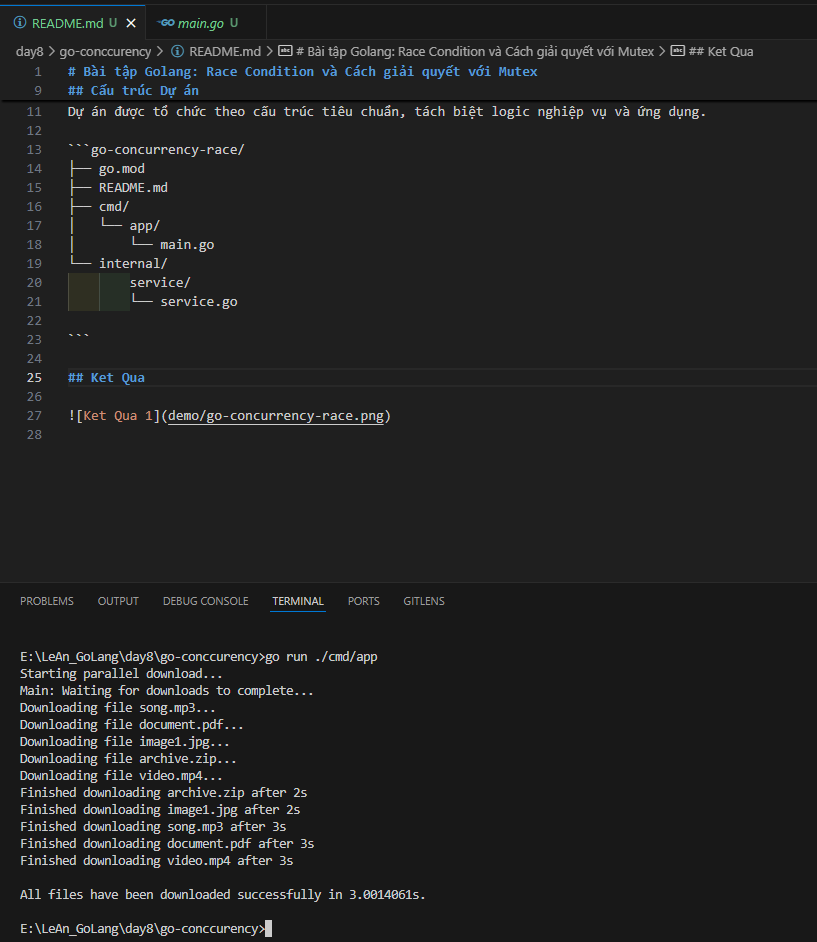 README.md U
main.go U
day8 > go-conccurency > README.md > # Bài tập Golang: Race Condition và Cách giải quyết với Mutex > ## Ket Qua
1 # Bài tập Golang: Race Condition và Cách giải quyết với Mutex
9 ## Cấu trúc Dự án
11 Dự án được tổ chức theo cấu trúc tiêu chuẩn, tách biệt logic nghiệp vụ và ứng dụng.
12
13 ```go-concurrency-race/
14 ├── go.mod
15 ├── README.md
16 ├── cmd/
17 │   └── app/
18 │       └── main.go
19 └── internal/
20         service/
21         └── service.go
22
23 ```
24
25 ## Ket Qua
26
27 ![Ket Qua 1](demo/go-concurrency-race.png)
28
PROBLEMS OUTPUT DEBUG CONSOLE TERMINAL PORTS GITLENS
E:\LeAn_GoLang\day8\go-conccurency>go run ./cmd/app
Starting parallel download...
Main: Waiting for downloads to complete...
Downloading file song.mp3...
Downloading file document.pdf...
Downloading file image1.jpg...
Downloading file archive.zip...
Downloading file video.mp4...
Finished downloading archive.zip after 2s
Finished downloading image1.jpg after 2s
Finished downloading song.mp3 after 3s
Finished downloading document.pdf after 3s
Finished downloading video.mp4 after 3s
All files have been downloaded successfully in 3.0014061s.
E:\LeAn_GoLang\day8\go-conccurency>